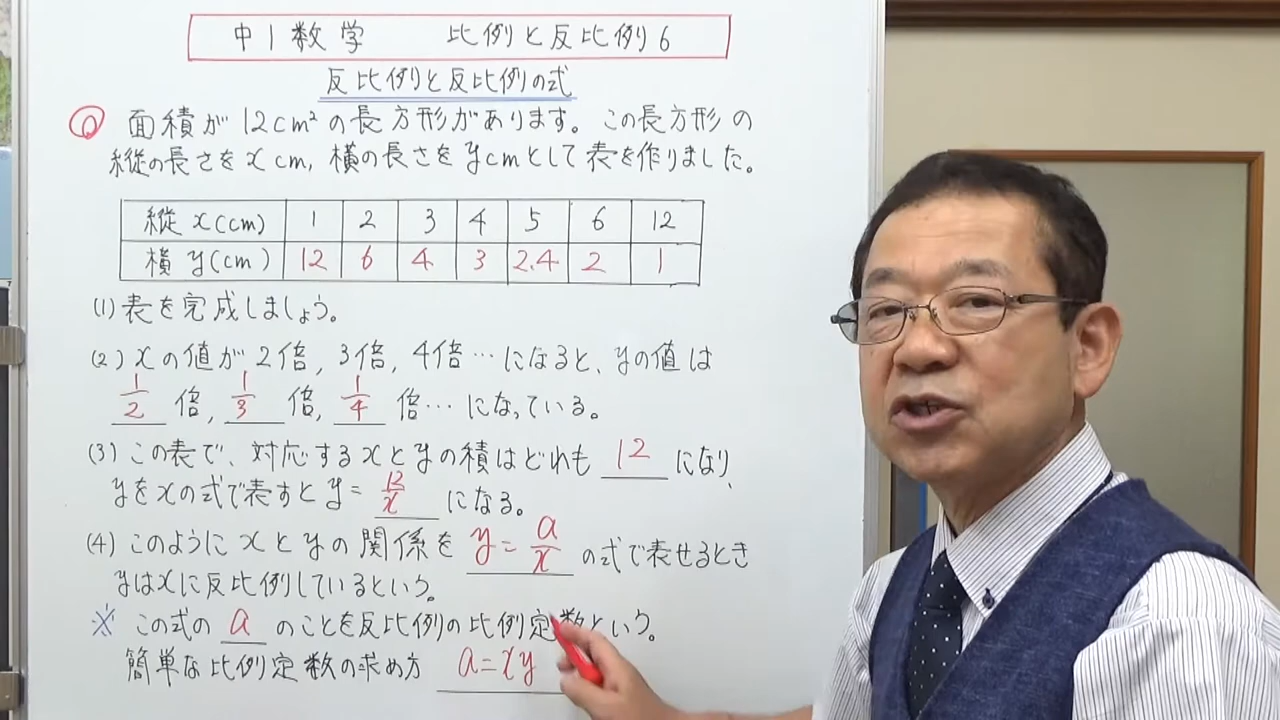 中1数学 比例と反比例6
反比例と反比例の式
Q 面積が12cm²の長方形があります。この長方形の
縦の長さをxcm,横の長さをycmとして表を作りました。
縦x(cm) 1 2 3 4 5 6 12
横y(cm) 12 6 4 3 2.4 2 1
(1)表を完成しましょう。
(2)xの値が2倍,3倍,4倍…になると、yの値は
1/2倍,1/3倍,1/4倍…になっている。
(3)この表で、対応するxとyの積はどれも12になり、
yをxの式で表すとy=12/xになる。
(4)このようにxとyの関係をy=a/xの式で表せるとき
yはxに反比例しているという。
※この式のaのことを反比例の比例定数という。
簡単な比例定数の求め方 a=xy